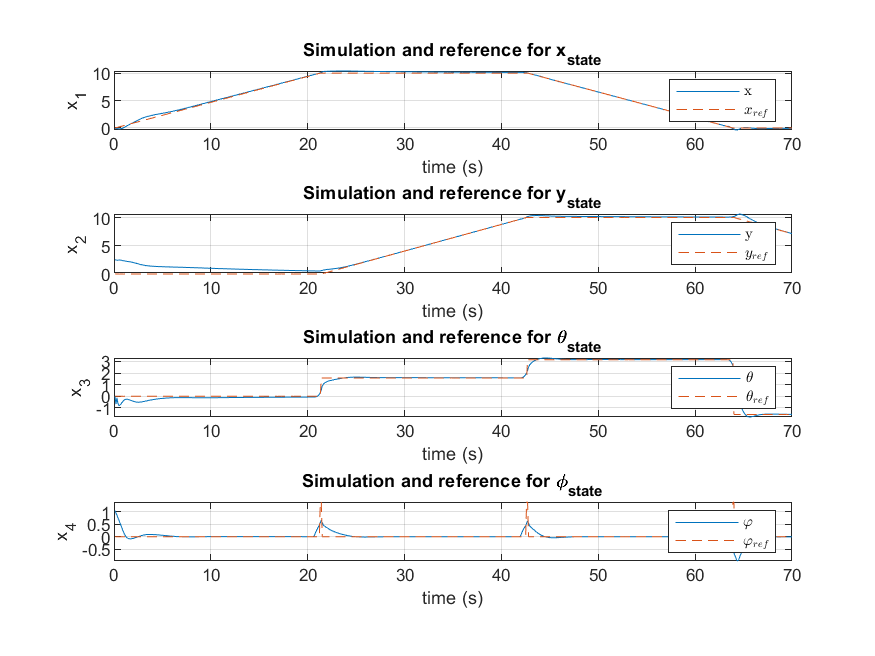 Simulation and reference for x_state
x_1
10
5
0
x
x_ref
0 10 20 30 40 50 60 70
time (s)
Simulation and reference for y_state
x_2
10
5
0
y
y_ref
0 10 20 30 40 50 60 70
time (s)
Simulation and reference for θ_state
x_3
3
2
1
0
-1
θ
θ_ref
0 10 20 30 40 50 60 70
time (s)
Simulation and reference for ϕ_state
x_4
1
0.5
0
-0.5
φ
φ_ref
0 10 20 30 40 50 60 70
time (s)